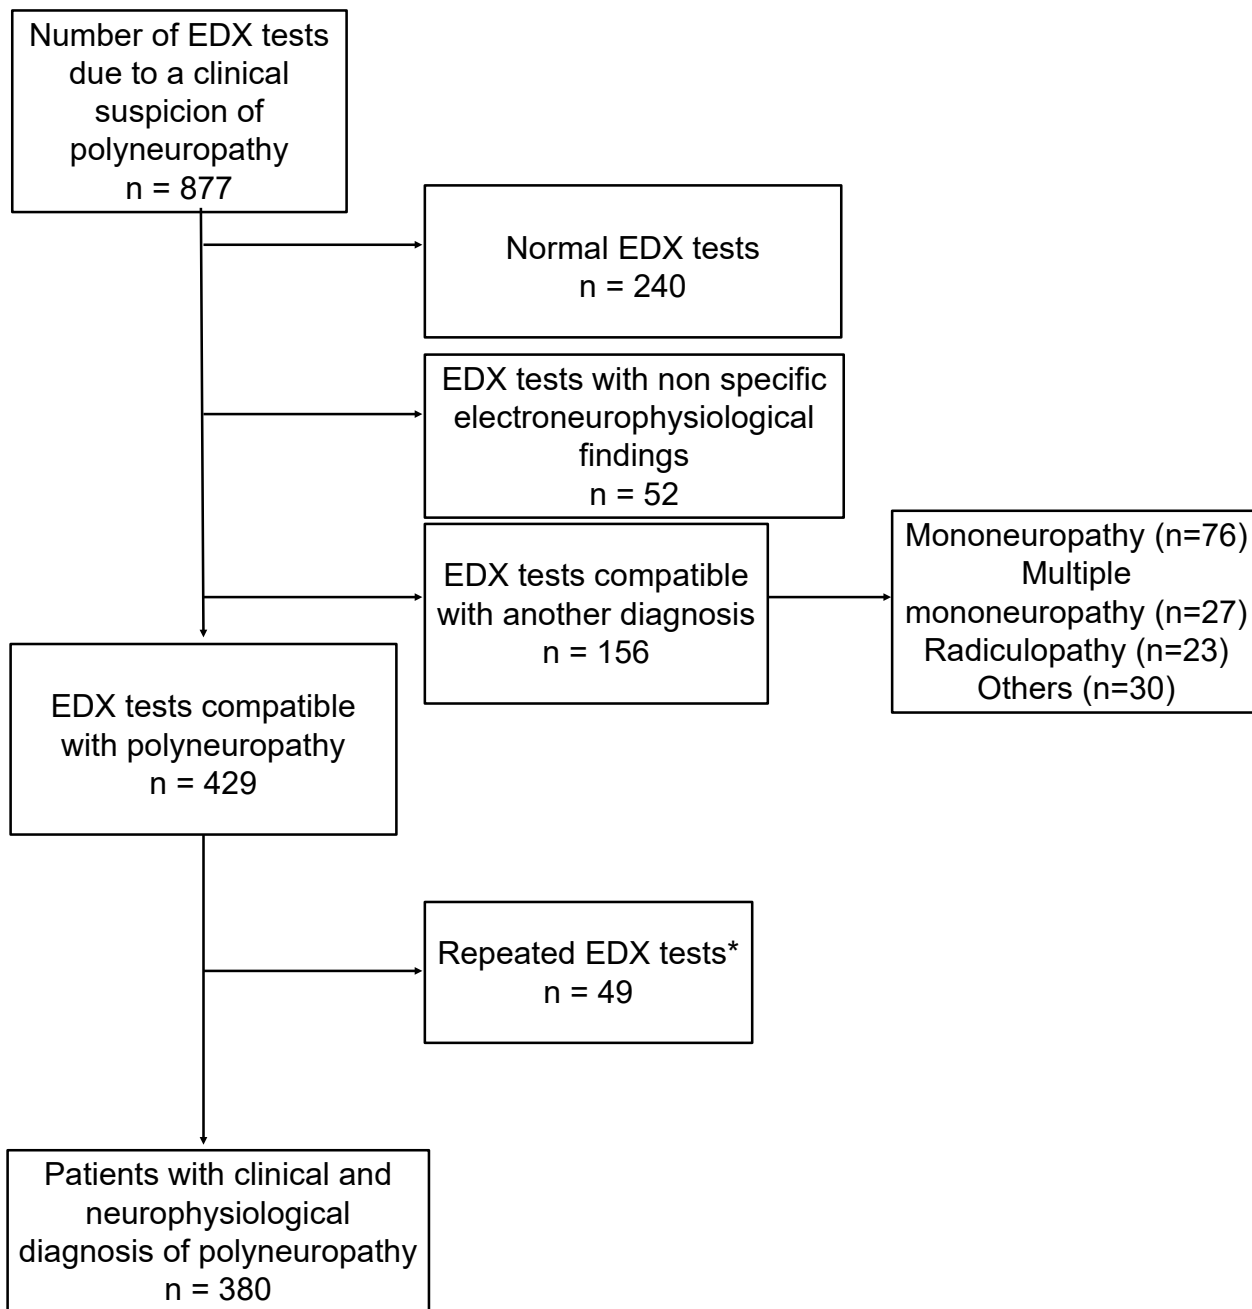 Number of EDX tests
due to a clinical
suspicion of
polyneuropathy
n = 877
Normal EDX tests
n = 240
EDX tests with non specific
electroneurophysiological
findings
n = 52
EDX tests compatible
with another diagnosis
n = 156
Mononeuropathy (n=76)
Multiple
mononeuropathy (n=27)
Radiculopathy (n=23)
Others (n=30)
EDX tests compatible
with polyneuropathy
n = 429
Repeated EDX tests*
n = 49
Patients with clinical and
neurophysiological
diagnosis of polyneuropathy
n = 380